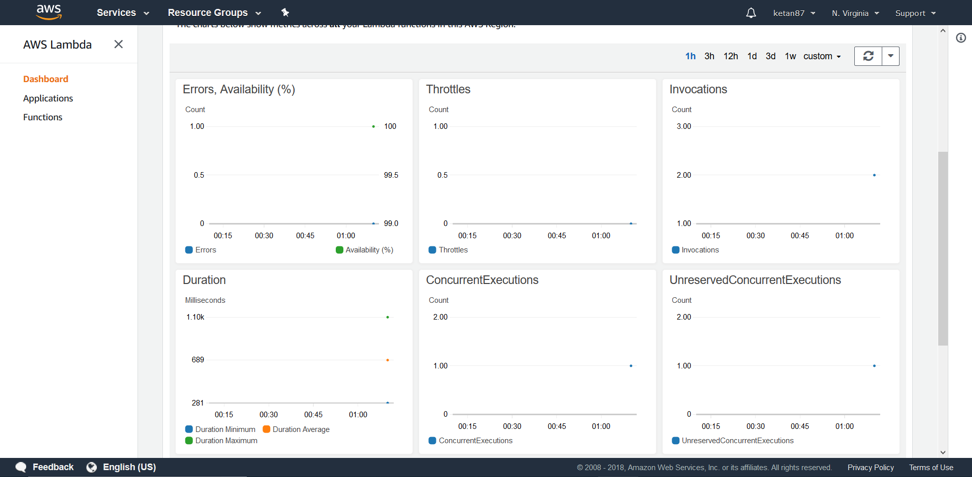 aws
Services
Resource Groups
ketan87
N. Virginia
Support
AWS Lambda
Dashboard
Applications
Functions
The charts below show metrics across all your Lambda functions in this AWS Region.
1h 3h 12h 1d 3d 1w custom
Errors, Availability (%)
Count
1.00 100
0.5 99.5
0 99.0
00:15 00:30 00:45 01:00
Errors Availability (%)
Throttles
Count
1.00
0.5
0
00:15 00:30 00:45 01:00
Throttles
Invocations
Count
3.00
2.00
1.00
00:15 00:30 00:45 01:00
Invocations
Duration
Milliseconds
1.10k
689
281
00:15 00:30 00:45 01:00
Duration Minimum Duration Average
Duration Maximum
ConcurrentExecutions
Count
2.00
1.00
0
00:15 00:30 00:45 01:00
ConcurrentExecutions
UnreservedConcurrentExecutions
Count
2.00
1.00
0
00:15 00:30 00:45 01:00
UnreservedConcurrentExecutions
Feedback
English (US)
© 2008 - 2018, Amazon Web Services, Inc. or its affiliates. All rights reserved.
Privacy Policy
Terms of Use